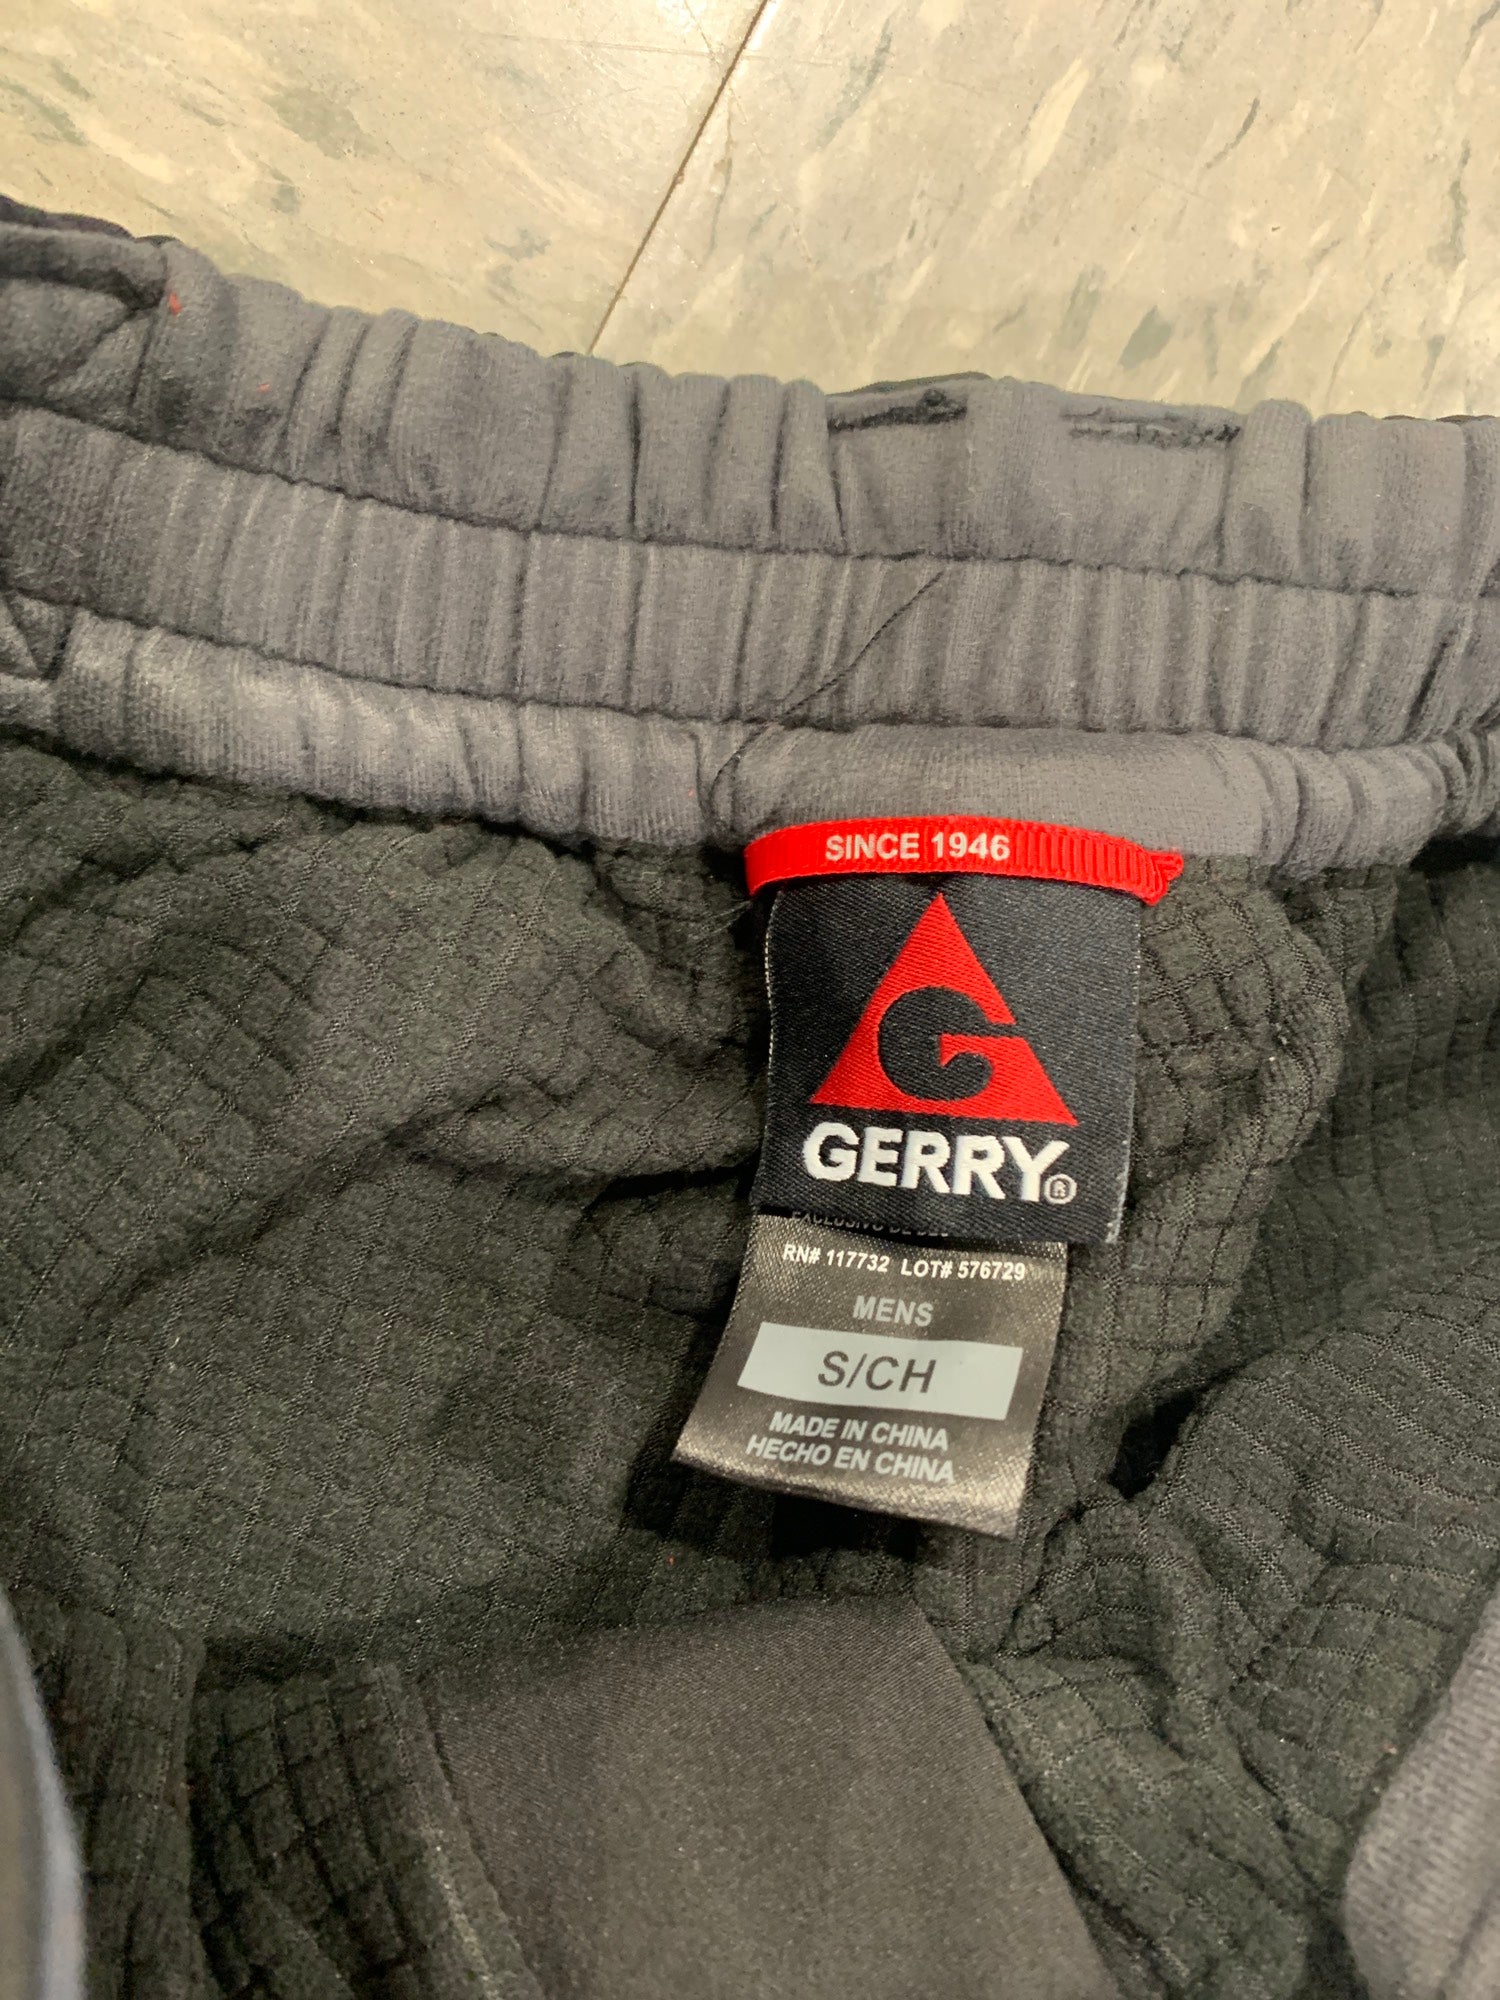 SINCE 1946
G
GERRY®
RN# 117732 LOT# 576729
MENS
S/CH
MADE IN CHINA
HECHO EN CHINA